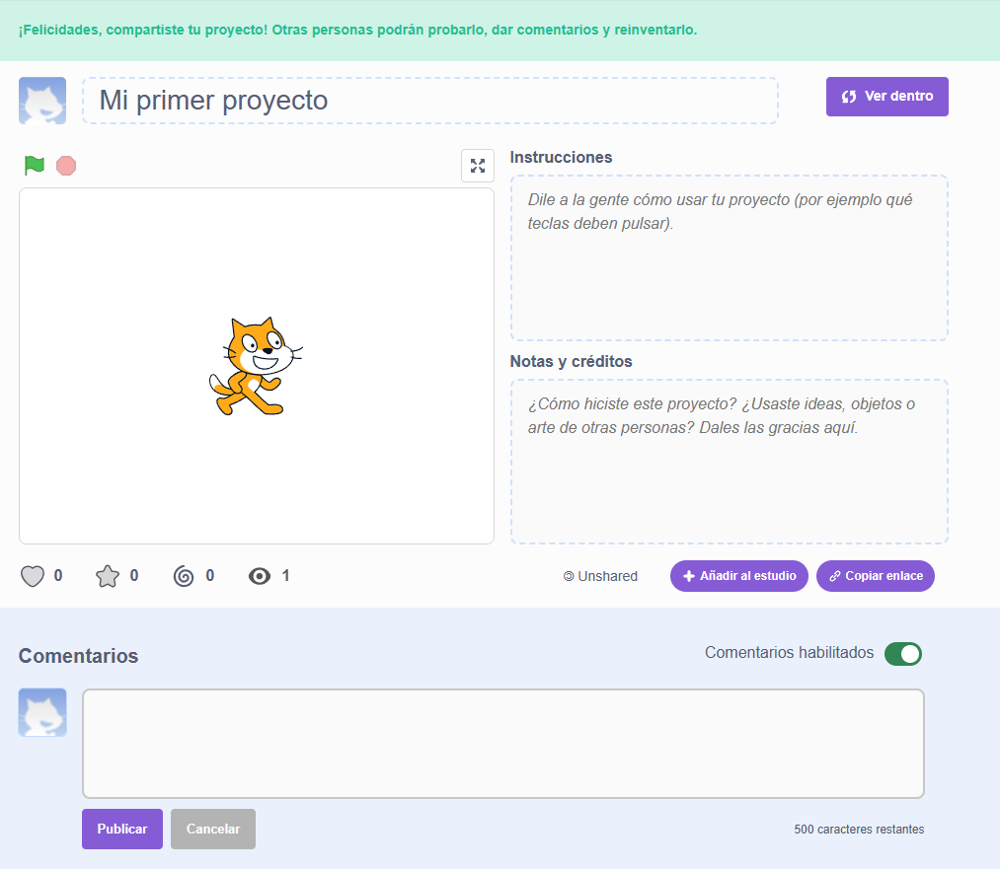 ¡Felicidades, compartiste tu proyecto! Otras personas podrán probarlo, dar comentarios y reinventarlo.
Mi primer proyecto
Ver dentro
Instrucciones
Dile a la gente cómo usar tu proyecto (por ejemplo qué
teclas deben pulsar).
Notas y créditos
¿Cómo hiciste este proyecto? ¿Usaste ideas, objetos o
arte de otras personas? Dales las gracias aquí.
0
0
0
1
Unshared
Añadir al estudio
Copiar enlace
Comentarios
Comentarios habilitados
Publicar
Cancelar
500 caracteres restantes